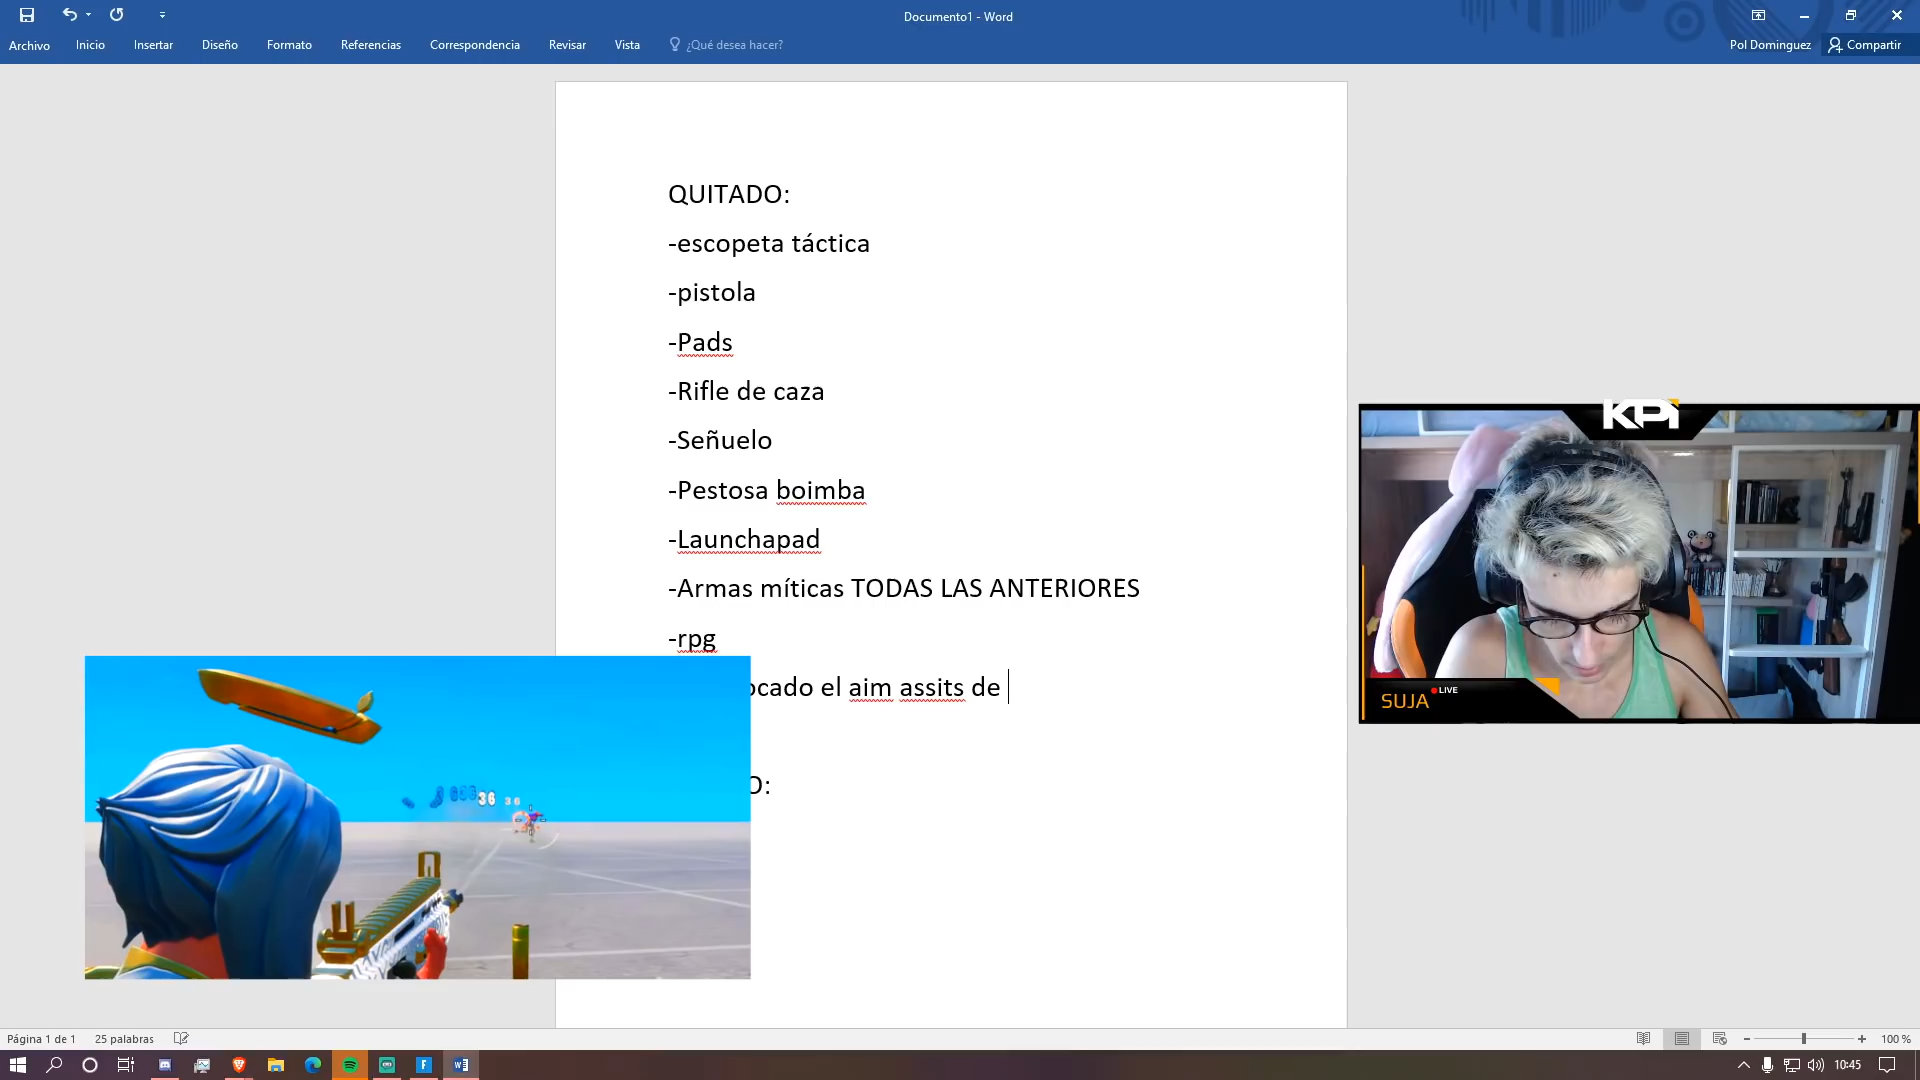 Documento1 - Word
Archivo Inicio Insertar Diseño Formato Referencias Correspondencia Revisar Vista ¿Qué desea hacer? Pol Dominguez Compartir
QUITADO:
-escopeta táctica
-pistola
-Pads
-Rifle de caza
-Señuelo
-Pestosa boimba
-Launchapad
-Armas míticas TODAS LAS ANTERIORES
-rpg
ocado el aim assits de
O:
KPI
SUJA LIVE
36
36
Página 1 de 1 25 palabras 100 %
10:45